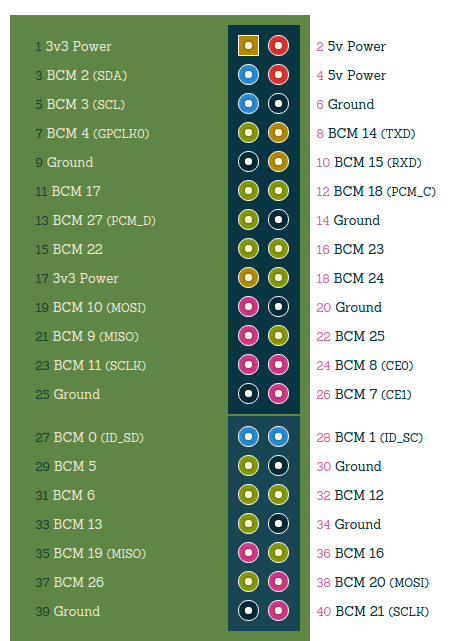 1 3v3 Power 2 5v Power
3 BCM 2 (SDA) 4 5v Power
5 BCM 3 (SCL) 6 Ground
7 BCM 4 (GPCLK0) 8 BCM 14 (TXD)
9 Ground 10 BCM 15 (RXD)
11 BCM 17 12 BCM 18 (PCM_C)
13 BCM 27 (PCM_D) 14 Ground
15 BCM 22 16 BCM 23
17 3v3 Power 18 BCM 24
19 BCM 10 (MOSI) 20 Ground
21 BCM 9 (MISO) 22 BCM 25
23 BCM 11 (SCLK) 24 BCM 8 (CE0)
25 Ground 26 BCM 7 (CE1)
27 BCM 0 (ID_SD) 28 BCM 1 (ID_SC)
29 BCM 5 30 Ground
31 BCM 6 32 BCM 12
33 BCM 13 34 Ground
35 BCM 19 (MISO) 36 BCM 16
37 BCM 26 38 BCM 20 (MOSI)
39 Ground 40 BCM 21 (SCLK)